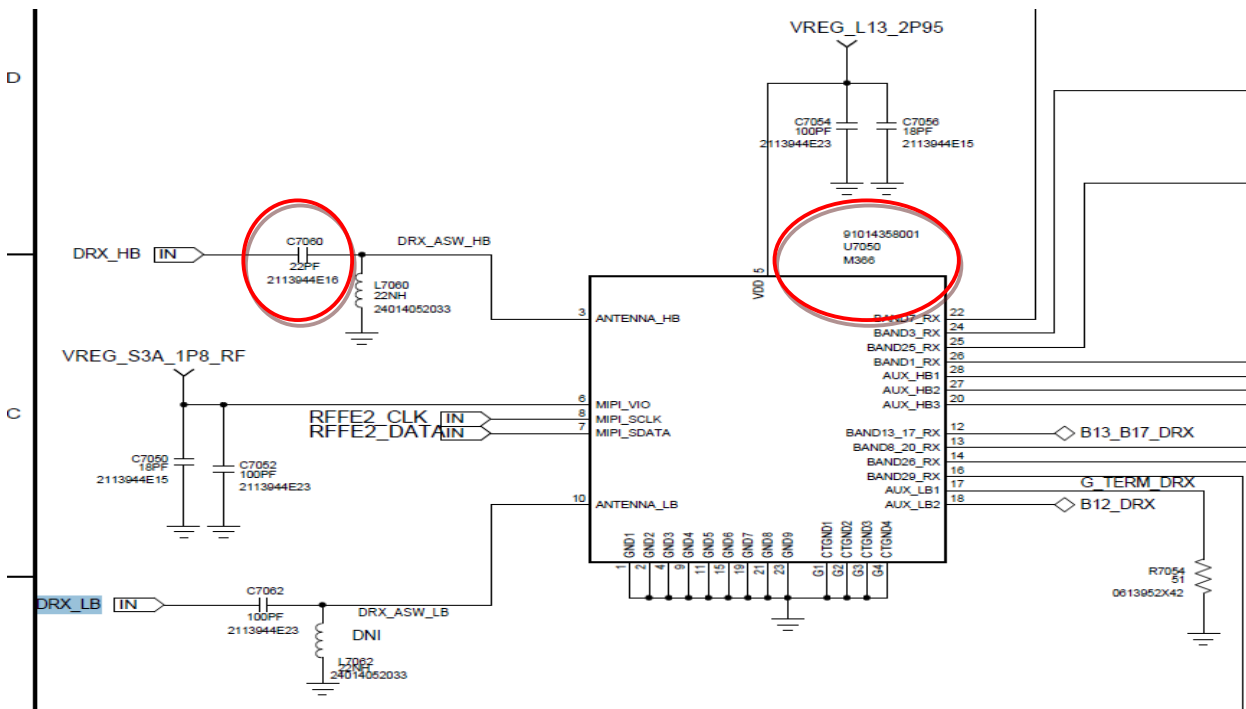 VREG_L13_2P95
D
C7054
100PF
2113944E23
C7056
18PF
2113944E15
91014358001
U7050
M366
DRX_HB
IN
C7060
22PF
2113944E16
DRX_ASW_HB
L7060
22NH
24014052033
VDD
5
3
ANTENNA_HB
BAND7_RX
22
BAND3_RX
24
BAND25_RX
25
BAND1_RX
26
AUX_HB1
28
AUX_HB2
27
AUX_HB3
20
VREG_S3A_1P8_RF
C
6
MIPI_VIO
RFFE2_CLK
IN
8
MIPI_SCLK
RFFE2_DATA
IN
7
MIPI_SDATA
BAND13_17_RX
12
B13_B17_DRX
BAND8_20_RX
13
BAND26_RX
14
BAND29_RX
16
AUX_LB1
17
G_TERM_DRX
AUX_LB2
18
B12_DRX
C7050
18PF
2113944E15
C7052
100PF
2113944E23
10
ANTENNA_LB
GND1
GND2
GND3
GND4
GND5
GND6
GND7
GND8
GND9
CTGND1
CTGND2
CTGND3
CTGND4
1
2
4
9
11
15
19
21
23
G1
G2
G3
G4
R7054
51
0613952X42
DRX_LB
IN
C7062
100PF
2113944E23
DRX_ASW_LB
DNI
L7062
22NH
24014052033